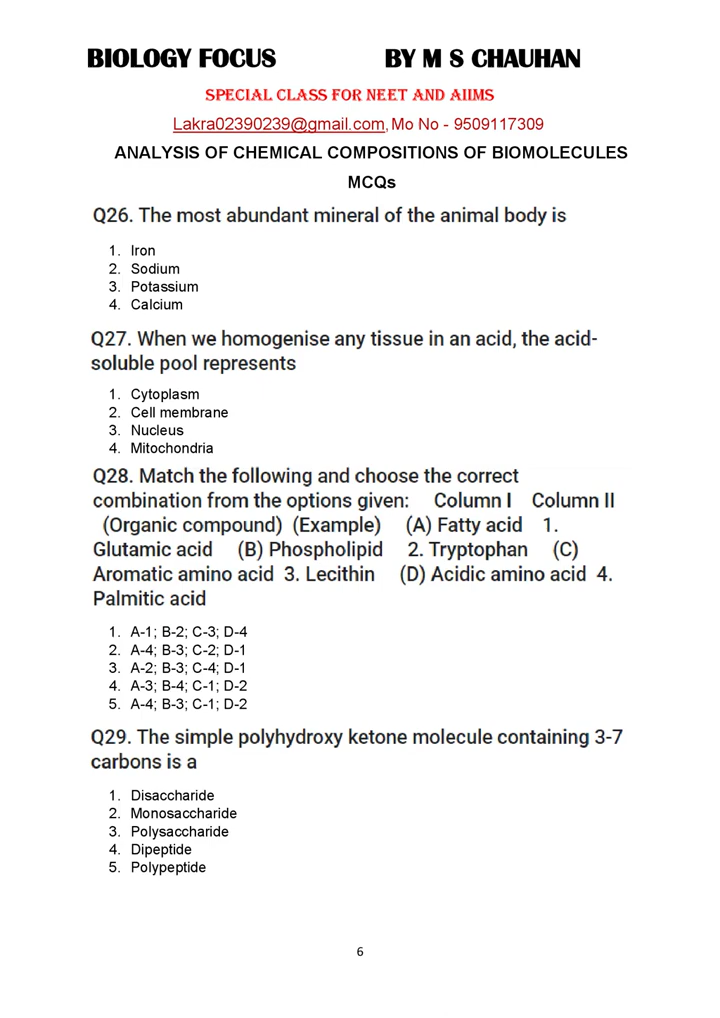 BIOLOGY FOCUS BY M S CHAUHAN
SPECIAL CLASS FOR NEET AND AIIMS
Lakra02390239@gmail.com, Mo No - 9509117309
ANALYSIS OF CHEMICAL COMPOSITIONS OF BIOMOLECULES
MCQs
Q26. The most abundant mineral of the animal body is
1. Iron
2. Sodium
3. Potassium
4. Calcium
Q27. When we homogenise any tissue in an acid, the acid-
soluble pool represents
1. Cytoplasm
2. Cell membrane
3. Nucleus
4. Mitochondria
Q28. Match the following and choose the correct
combination from the options given: Column I Column II
(Organic compound) (Example) (A) Fatty acid 1.
Glutamic acid (B) Phospholipid 2. Tryptophan (C)
Aromatic amino acid 3. Lecithin (D) Acidic amino acid 4.
Palmitic acid
1. A-1; B-2; C-3; D-4
2. A-4; B-3; C-2; D-1
3. A-2; B-3; C-4; D-1
4. A-3; B-4; C-1; D-2
5. A-4; B-3; C-1; D-2
Q29. The simple polyhydroxy ketone molecule containing 3-7
carbons is a
1. Disaccharide
2. Monosaccharide
3. Polysaccharide
4. Dipeptide
5. Polypeptide
6